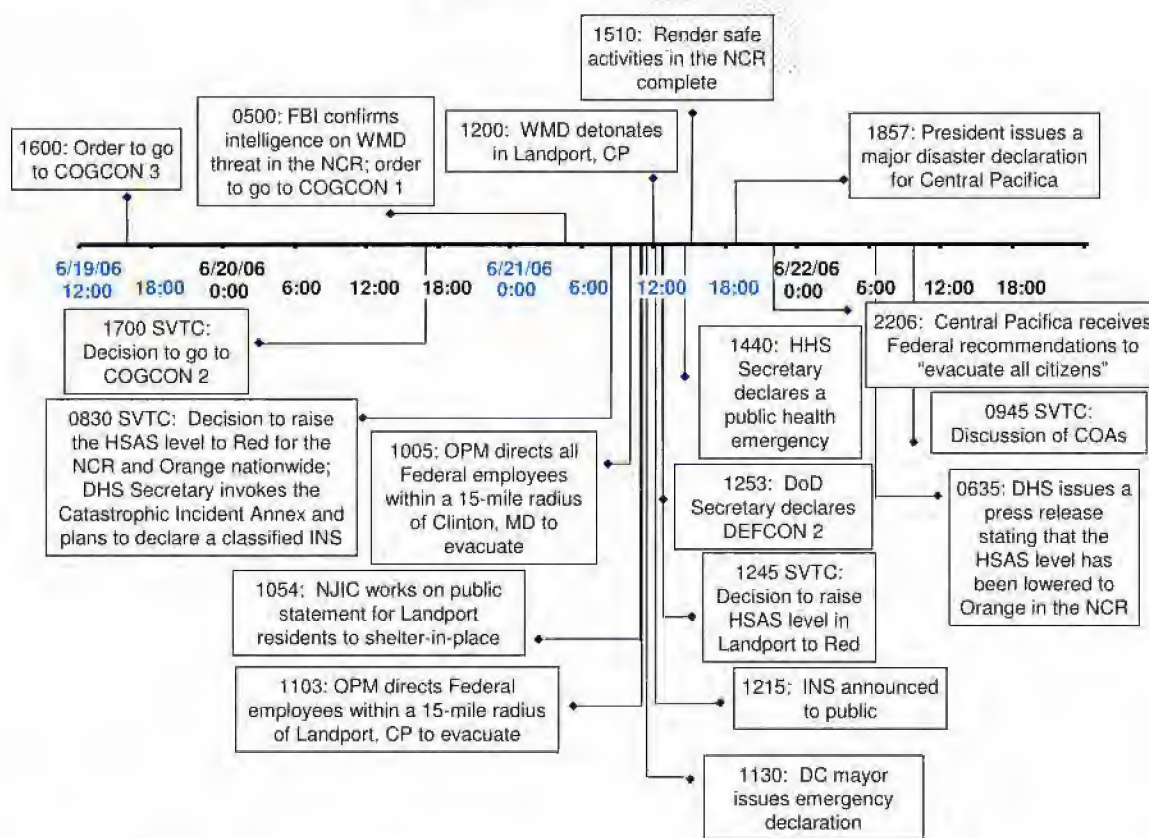 1510: Render safe
activities in the NCR
complete
0500: FBI confirms
intelligence on WMD
threat in the NCR; order
to go to COGCON 1
1200: WMD detonates
in Landport, CP
1857: President issues a
major disaster declaration
for Central Pacifica
1600: Order to go
to COGCON 3
6/19/06
12:00
18:00
6/20/06
0:00
6:00
12:00
18:00
6/21/06
0:00
6:00
12:00
18:00
6/22/06
0:00
6:00
12:00
18:00
1700 SVTC:
Decision to go to
COGCON 2
2206: Central Pacifica receives
Federal recommendations to
"evacuate all citizens"
1440: HHS
Secretary
declares a
public health
emergency
0830 SVTC: Decision to raise
the HSAS level to Red for the
NCR and Orange nationwide;
DHS Secretary invokes the
Catastrophic Incident Annex and
plans to declare a classified INS
1005: OPM directs all
Federal employees
within a 15-mile radius
of Clinton, MD to
evacuate
0945 SVTC:
Discussion of COAs
1253: DoD
Secretary declares
DEFCON 2
0635: DHS issues a
press release
stating that the
HSAS level has
been lowered to
Orange in the NCR
1054: NJIC works on public
statement for Landport
residents to shelter-in-place
1245 SVTC:
Decision to raise
HSAS level in
Landport to Red
1103: OPM directs Federal
employees within a 15-mile radius
of Landport, CP to evacuate
1215: INS announced
to public
1130: DC mayor
issues emergency
declaration